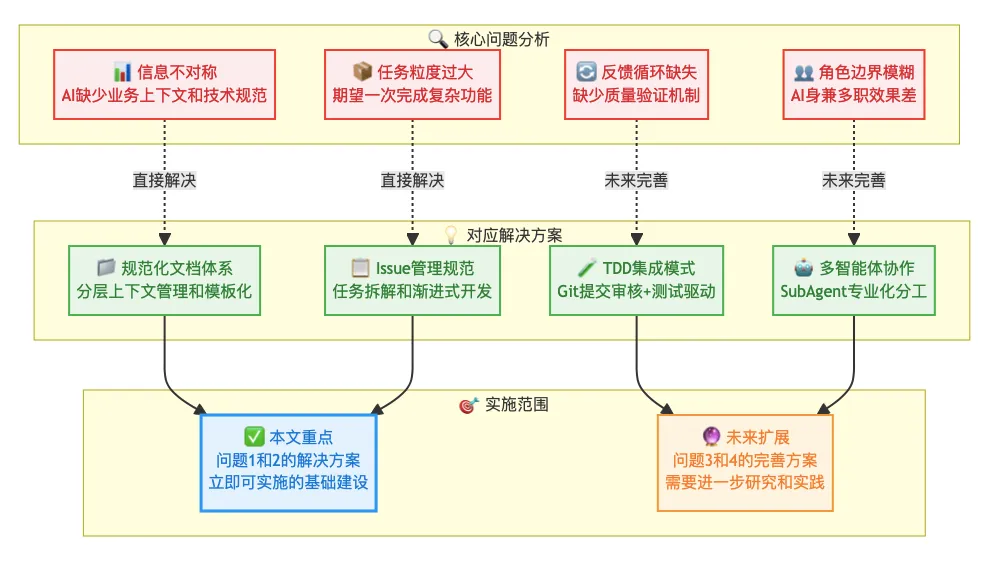 核心问题分析
信息不对称
AI缺少业务上下文和技术规范
任务粒度过大
期望一次完成复杂功能
反馈循环缺失
缺少质量验证机制
角色边界模糊
AI身兼多职效果差
直接解决
直接解决
未来完善
未来完善
对应解决方案
规范化文档体系
分层上下文管理和模板化
Issue管理规范
任务拆解和渐进式开发
TDD集成模式
Git提交审核+测试驱动
多智能体协作
SubAgent专业化分工
实施范围
本文重点
问题1和2的解决方案
立即可实施的基础建设
未来扩展
问题3和4的完善方案
需要进一步研究和实践